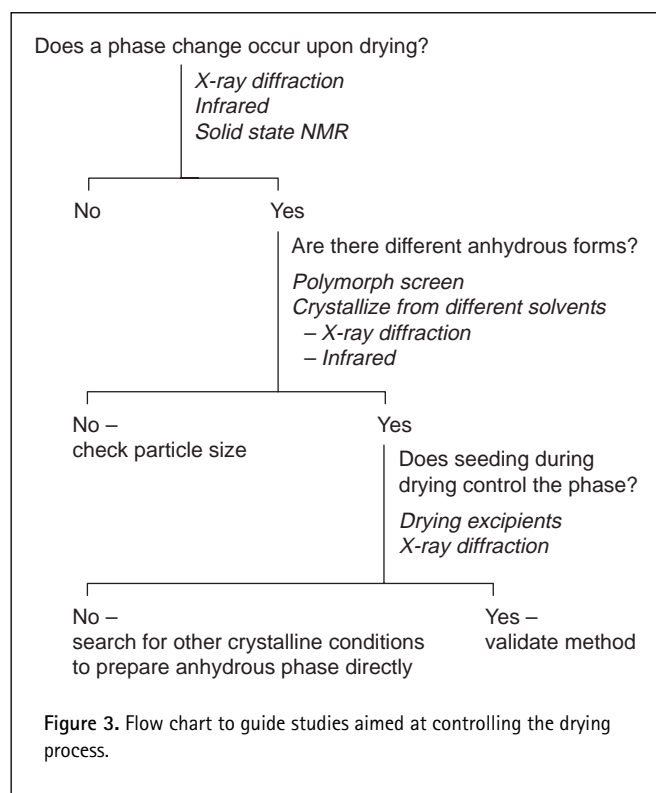 Does a phase change occur upon drying?
X-ray diffraction
Infrared
Solid state NMR
No
Yes
Are there different anhydrous forms?
Polymorph screen
Crystallize from different solvents
– X-ray diffraction
– Infrared
No –
check particle size
Yes
Does seeding during
drying control the phase?
Drying excipients
X-ray diffraction
No –
search for other crystalline conditions
to prepare anhydrous phase directly
Yes –
validate method
Figure 3. Flow chart to guide studies aimed at controlling the drying
process.